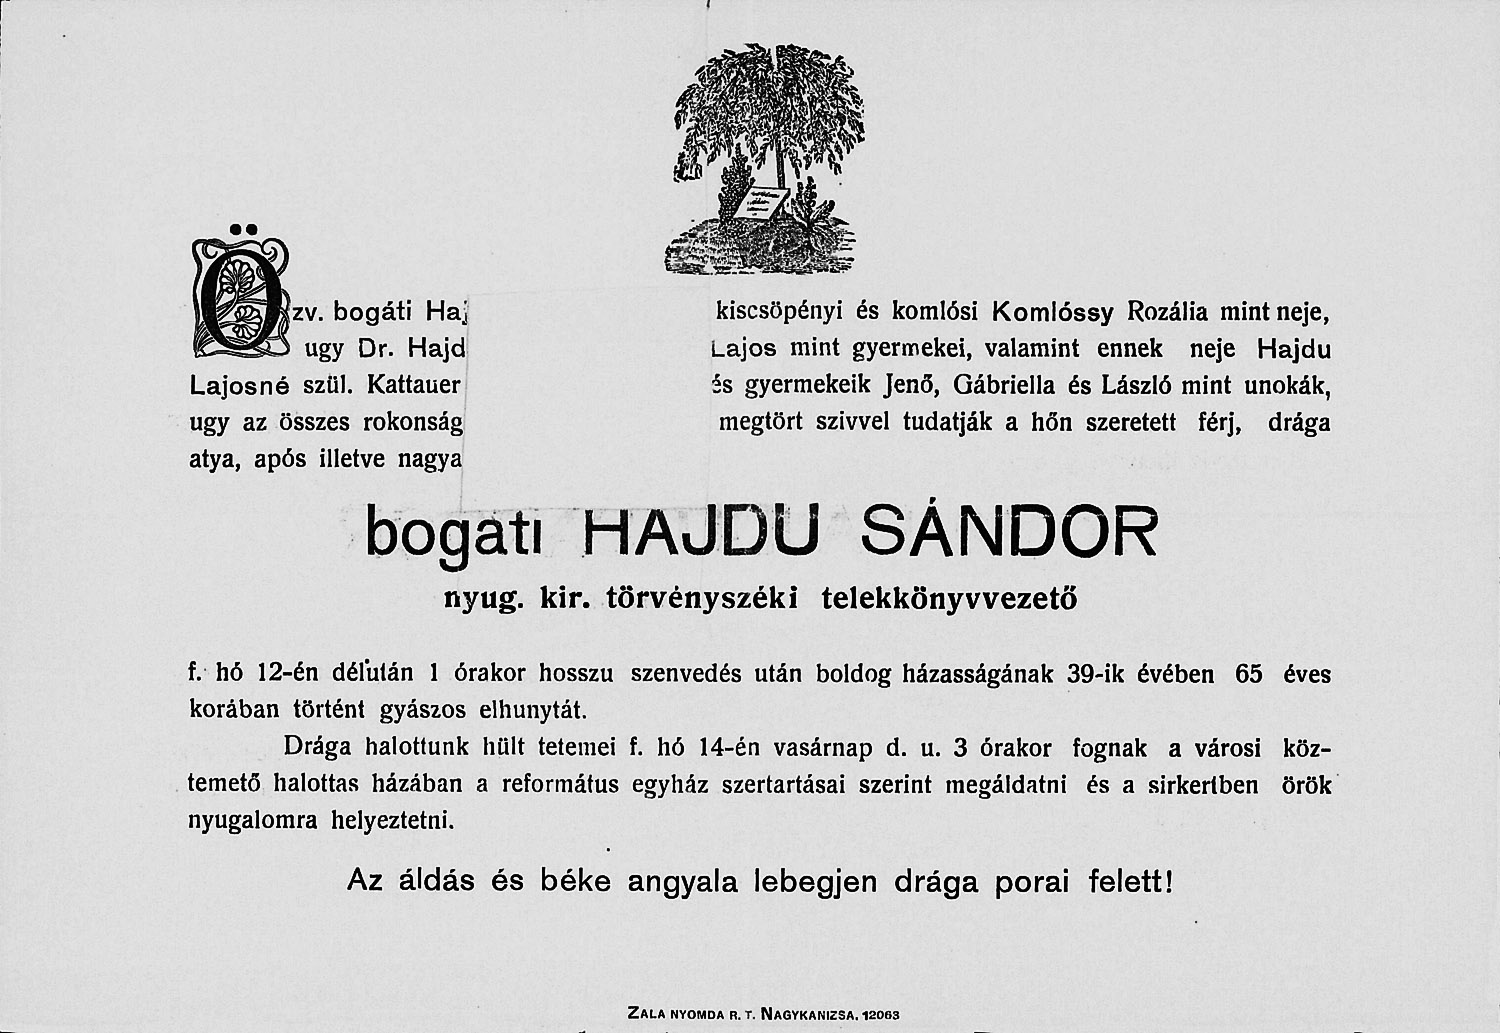 Özv. bogáti Haj kiscsöpényi és komlósi Komlóssy Rozália mint neje,
ugy Dr. Hajd Lajos mint gyermekei, valamint ennek neje Hajdu
Lajosné szül. Kattauer és gyermekeik Jenő, Gábriella és László mint unokák,
ugy az összes rokonság megtört szivvel tudatják a hőn szeretett férj, drága
atya, após illetve nagya
bogáti HAJDU SÁNDOR
nyug. kir. törvényszéki telekkönyvvezető
f. hó 12-én délután 1 órakor hosszu szenvedés után boldog házasságának 39-ik évében 65 éves
korában történt gyászos elhunytát.
Drága halottunk hült tetemei f. hó 14-én vasárnap d. u. 3 órakor fognak a városi köz-
temető halottas házában a református egyház szertartásai szerint megáldatni és a sirkertben örök
nyugalomra helyeztetni.
Az áldás és béke angyala lebegjen drága porai felett!
ZALA NYOMDA R. T. NAGYKANIZSA. 12063